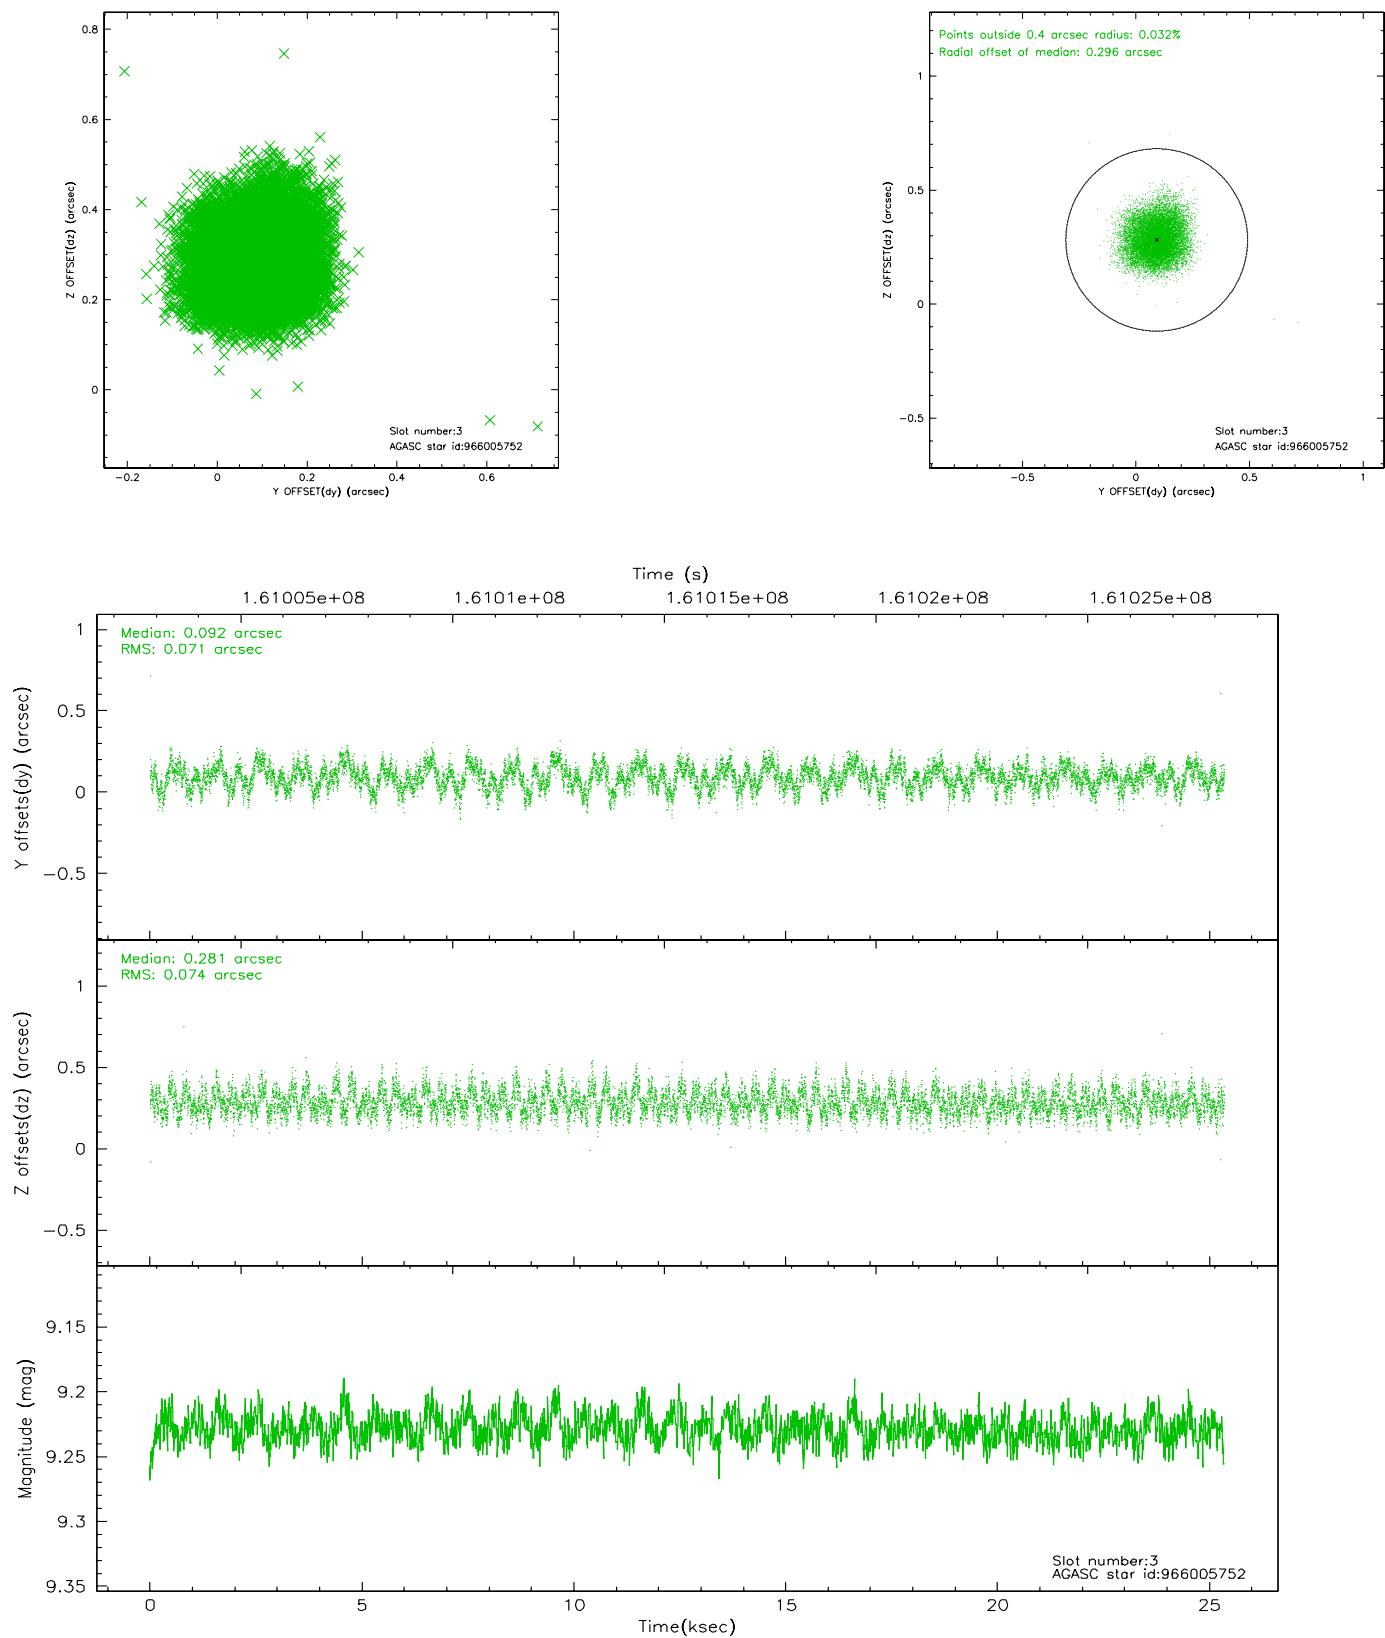 0.8
0.6
0.4
0.2
0
Z OFFSET(dz) (arcsec)
Slot number:3
AGASC star id:966005752
−0.2 0 0.2 0.4 0.6
Y OFFSET(dy) (arcsec)
Points outside 0.4 arcsec radius: 0.032%
Radial offset of median: 0.296 arcsec
1
0.5
0
−0.5
Z OFFSET(dz) (arcsec)
Slot number:3
AGASC star id:966005752
−0.5 0 0.5 1
Y OFFSET(dy) (arcsec)
Time (s)
1.61005e+08 1.6101e+08 1.61015e+08 1.6102e+08 1.61025e+08
Median: 0.092 arcsec
RMS: 0.071 arcsec
1
0.5
0
−0.5
Y offsets(dy) (arcsec)
Median: 0.281 arcsec
RMS: 0.074 arcsec
1
0.5
0
−0.5
Z offsets(dz) (arcsec)
9.15
9.2
9.25
9.3
9.35
Magnitude (mag)
Slot number:3
AGASC star id:966005752
0 5 10 15 20 25
Time(ksec)